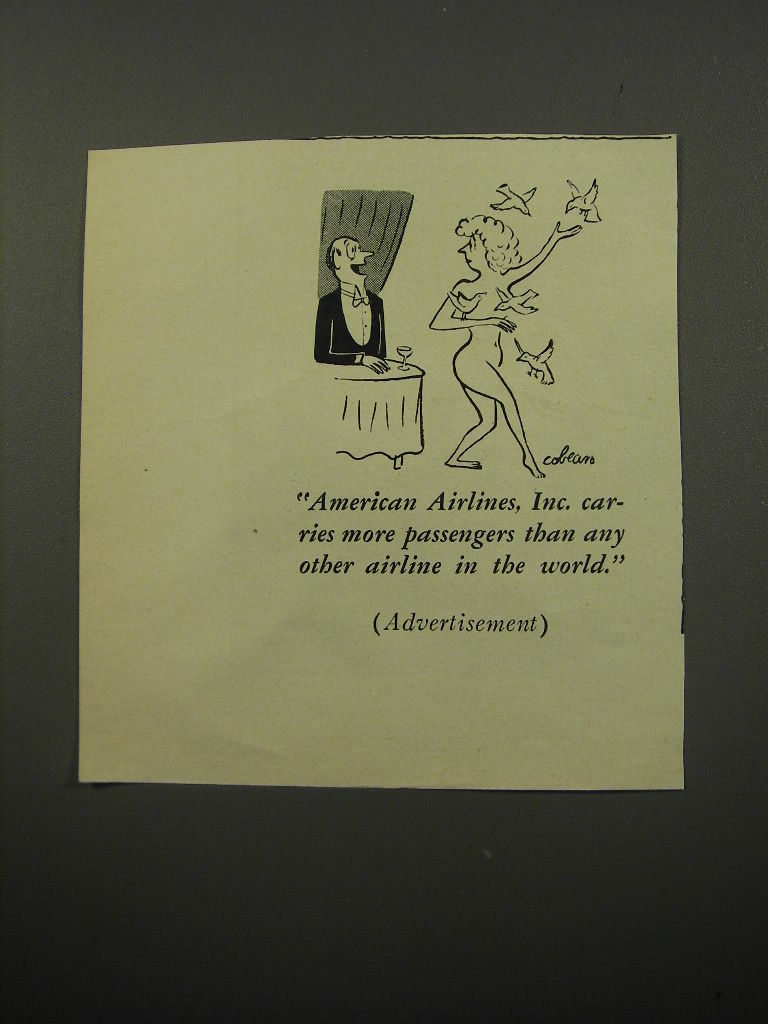 cobean
"American Airlines, Inc. car-
ries more passengers than any
other airline in the world."
(Advertisement)